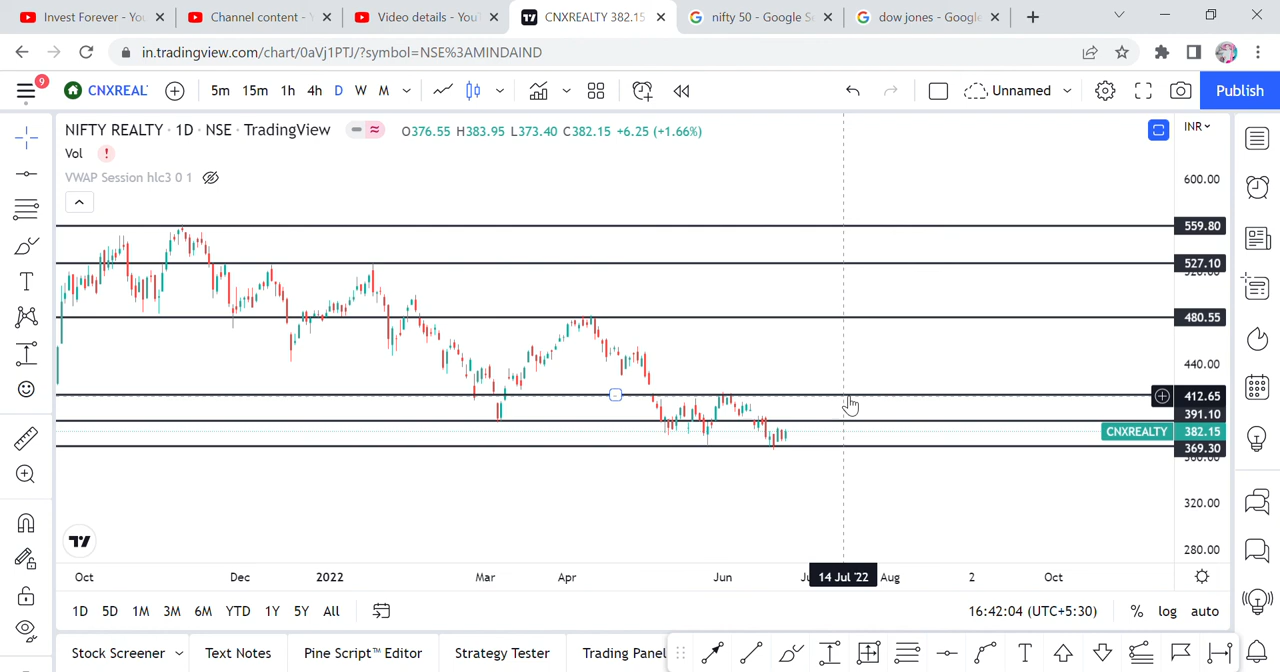 Invest Forever - Yo
Channel content - Y
Video details - YouT
CNXREALTY 382.15
nifty 50 - Google Se
dow jones - Google
in.tradingview.com/chart/0aVj1PTJ/?symbol=NSE%3AMINDAIND
9
CNXREAL
5m 15m 1h 4h D W M
Unnamed
Publish
NIFTY REALTY · 1D · NSE · TradingView
O376.55 H383.95 L373.40 C382.15 +6.25 (+1.66%)
INR
Vol !
VWAP Session hlc3 0 1
600.00
559.80
527.10
480.55
440.00
412.65
391.10
CNXREALTY 382.15
369.30
320.00
280.00
Oct Dec 2022 Mar Apr Jun 14 Jul '22 Aug 2 Oct
1D 5D 1M 3M 6M YTD 1Y 5Y All
16:42:04 (UTC+5:30) % log auto
Stock Screener Text Notes Pine Script™ Editor Strategy Tester Trading Panel